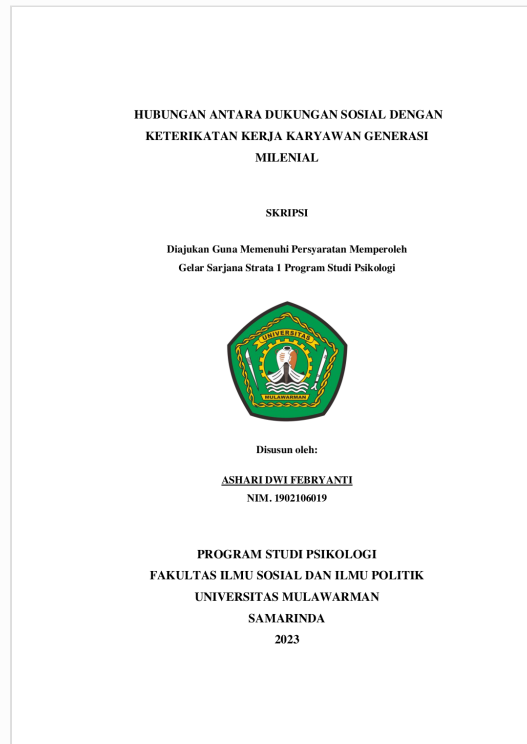 HUBUNGAN ANTARA DUKUNGAN SOSIAL DENGAN
KETERIKATAN KERJA KARYAWAN GENERASI
MILENIAL
SKRIPSI
Diajukan Guna Memenuhi Persyaratan Memperoleh
Gelar Sarjana Strata 1 Program Studi Psikologi
UNIVERSITAS
MULAWARMAN
Disusun oleh:
ASHARI DWI FEBRYANTI
NIM. 1902106019
PROGRAM STUDI PSIKOLOGI
FAKULTAS ILMU SOSIAL DAN ILMU POLITIK
UNIVERSITAS MULAWARMAN
SAMARINDA
2023